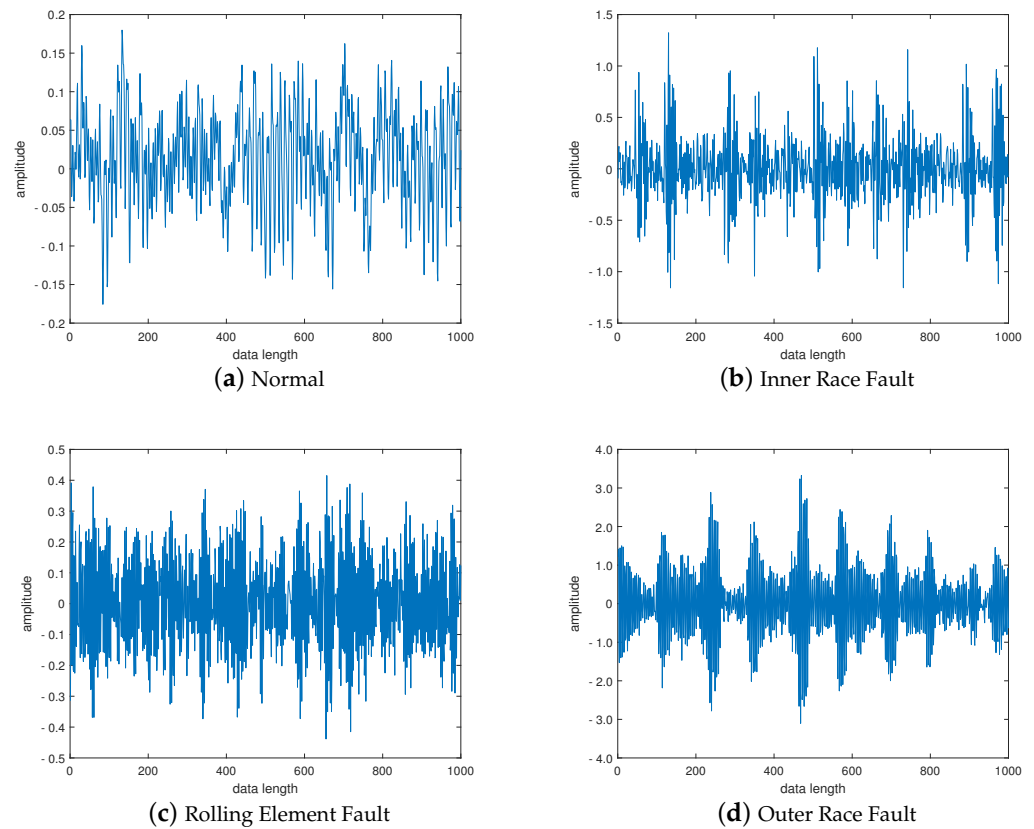 0.2
0.15
0.1
0.05
0
- 0.05
- 0.1
- 0.15
- 0.2
amplitude
0 200 400 600 800 1000
data length
(a) Normal
1.5
1.0
0.5
0
- 0.5
- 1.0
- 1.5
amplitude
0 200 400 600 800 1000
data length
(b) Inner Race Fault
0.5
0.4
0.3
0.2
0.1
0
- 0.1
- 0.2
- 0.3
- 0.4
- 0.5
amplitude
0 200 400 600 800 1000
data length
(c) Rolling Element Fault
4.0
3.0
2.0
1.0
0
- 1.0
- 2.0
- 3.0
- 4.0
amplitude
0 200 400 600 800 1000
data length
(d) Outer Race Fault